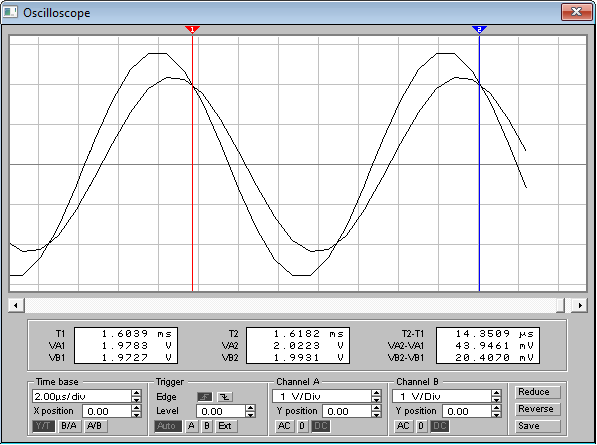 Oscilloscope
1 2
T1 1.6039 ms T2 1.6182 ms T2-T1 14.3509 µs
VA1 1.9783 V VA2 2.0223 V VA2-VA1 43.9461 mV
VB1 1.9727 V VB2 1.9931 V VB2-VB1 20.4070 mV
Time base Trigger Channel A Channel B
2.00µs/div Edge 1 V/Div 1 V/Div Reduce
X position 0.00 Level 0.00 Y position 0.00 Y position 0.00 Reverse
Y/T B/A A/B Auto A B Ext AC 0 DC AC 0 DC Save